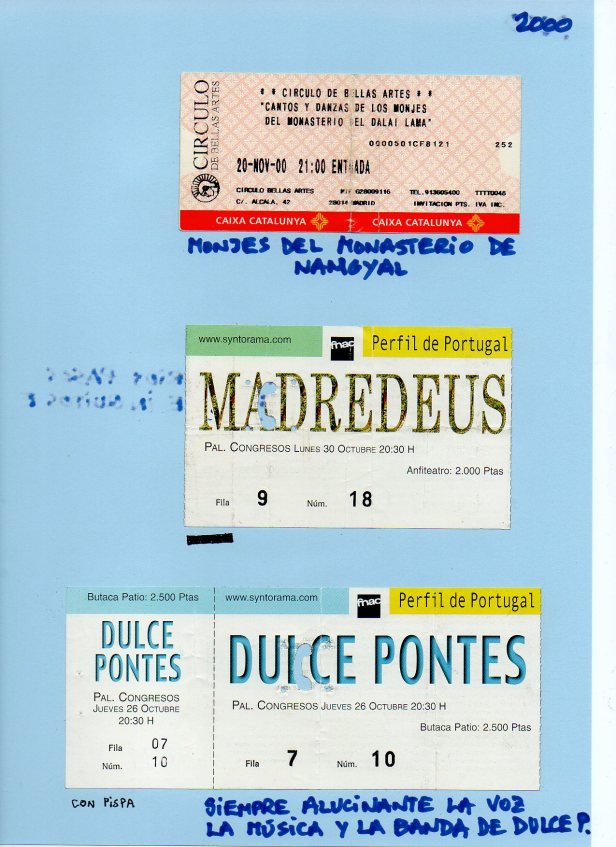 2000
CIRCULO
DE BELLAS ARTES
* * CIRCULO DE BELLAS ARTES * *
"CANTOS Y DANZAS DE LOS MONJES
DEL MONASTERIO DEL DALAI LAMA"
0000501CF8121 252
20-NOV-00 21:00 ENTRADA
CIRCULO BELLAS ARTES NIF G28009116 TEL.913605400 TTTT0046
C/. ALCALA, 42 28014 MADRID INVITACION PTS. IVA INC.
CAIXA CATALUNYA CAIXA CATALUNYA
MONJES DEL MONASTERIO DE
NAMGYAL
www.syntorama.com fnac Perfil de Portugal
MADREDEUS
PAL. CONGRESOS LUNES 30 OCTUBRE 20:30 H
Anfiteatro: 2.000 Ptas
Fila 9 Núm. 18
Butaca Patio: 2.500 Ptas
DULCE
PONTES
PAL. CONGRESOS
JUEVES 26 OCTUBRE
20:30 H
Fila 07
Núm. 10
www.syntorama.com fnac Perfil de Portugal
DULCE PONTES
PAL. CONGRESOS JUEVES 26 OCTUBRE 20:30 H
Butaca Patio: 2.500 Ptas
Fila 7 Núm. 10
CON PISPA
SIEMPRE ALUCINANTE LA VOZ
LA MÚSICA Y LA BANDA DE DULCE P.